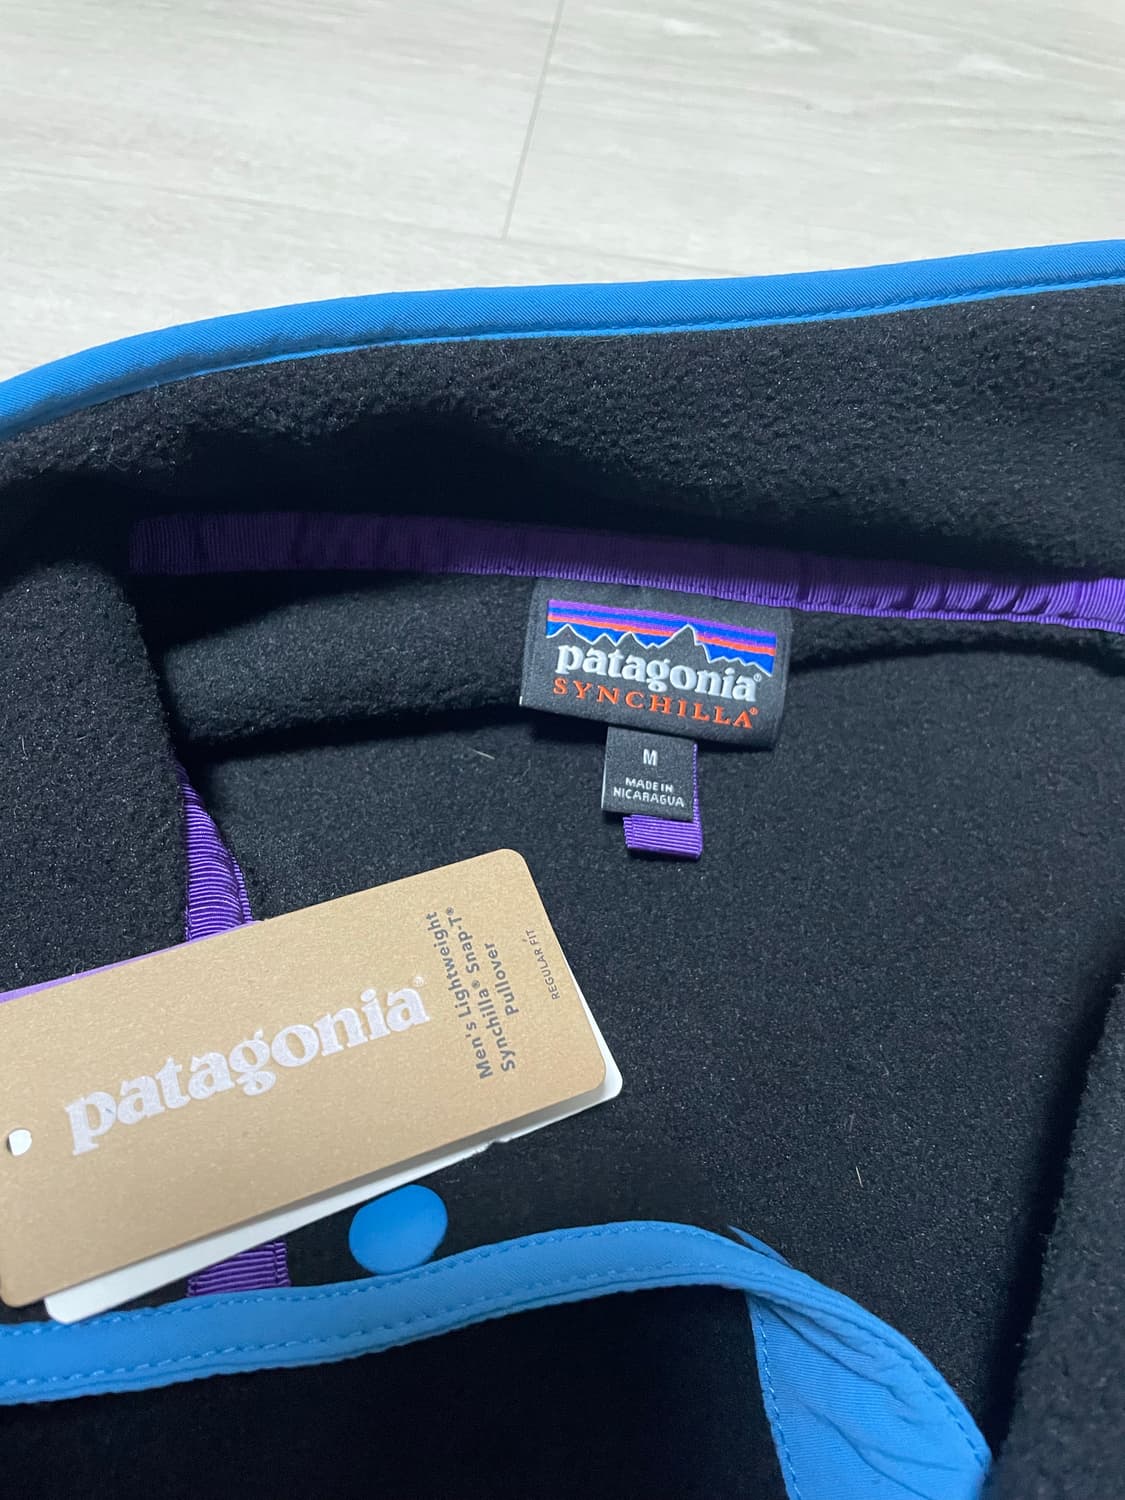 patagonia®
SYNCHILLA®
M
MADE IN
NICARAGUA
patagonia®
Men's Lightweight
Synchilla® Snap-T®
Pullover
REGULAR FIT